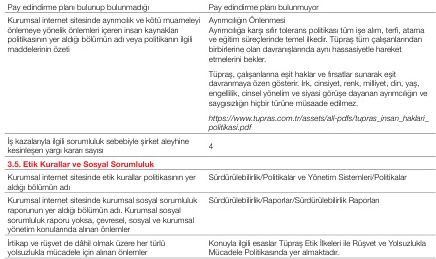 Pay edindirme planı bulunup bulunmadığı
Pay edindirme planı bulunmuyor
Kurumsal internet sitesinde ayrımcılık ve kötü muameleyi
önlemeye yönelik önlemleri içeren insan kaynakları
politikasının yer aldığı bölümün adı veya politikanın ilgili
maddelerinin özeti
Ayrımcılığın Önlenmesi
Ayrımcılığa karşı sıfır tolerans politikası tüm işe alım, terfi, atama
ve eğitim süreçlerinde temel ilkedir. Tüpraş tüm çalışanlarından
birbirlerine olan davranışlarında aynı hassasiyetle hareket
etmelerini bekler.
Tüpraş, çalışanlarına eşit haklar ve fırsatlar sunarak eşit
davranmaya özen gösterir. Irk, cinsiyet, renk, milliyet, din, yaş,
engellilik, cinsel yönelim ve siyasi görüşe dayanan ayrımcılığın ve
saygısızlığın hiçbir türüne müsaade edilmez.
https://www.tupras.com.tr/assets/all-pdfs/tupras_insan_haklari_
politikasi.pdf
İş kazalarıyla ilgili sorumluluk sebebiyle şirket aleyhine
kesinleşen yargı kararı sayısı
4
3.5. Etik Kurallar ve Sosyal Sorumluluk
Kurumsal internet sitesinde etik kurallar politikasının yer
aldığı bölümün adı
Sürdürülebilirlik/Politikalar ve Yönetim Sistemleri/Politikalar
Kurumsal internet sitesinde kurumsal sosyal sorumluluk
raporunun yer aldığı bölümün adı. Kurumsal sosyal
sorumluluk raporu yoksa, çevresel, sosyal ve kurumsal
yönetim konularında alınan önlemler
Sürdürülebilirlik/Raporlar/Sürdürülebilirlik Raporları
İrtikap ve rüşvet de dâhil olmak üzere her türlü
yolsuzlukla mücadele için alınan önlemler
Konuyla ilgili esaslar Tüpraş Etik İlkeleri ile Rüşvet ve Yolsuzlukla
Mücadele Politikasında yer almaktadır.